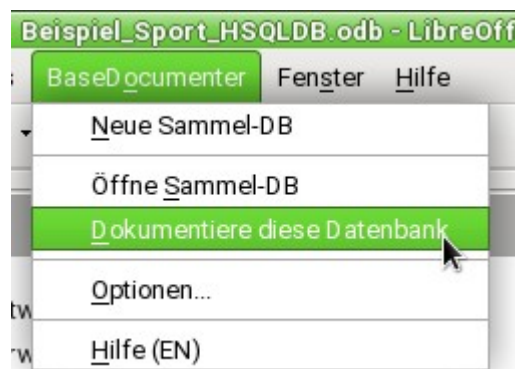 Beispiel_Sport_HSQLDB.odb - LibreOff
BaseDocumenter Fenster Hilfe
Neue Sammel-DB
Öffne Sammel-DB
Dokumentiere diese Datenbank
Optionen...
Hilfe (EN)